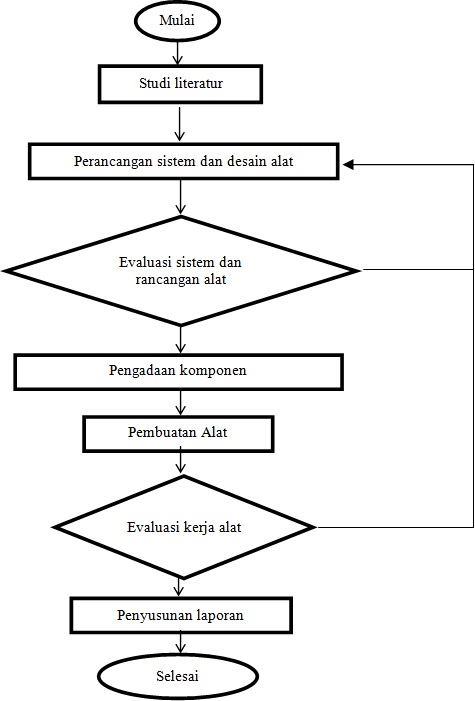 Mulai
Studi literatur
Perancangan sistem dan desain alat
Evaluasi sistem dan
rancangan alat
Pengadaan komponen
Pembuatan Alat
Evaluasi kerja alat
Penyusunan laporan
Selesai